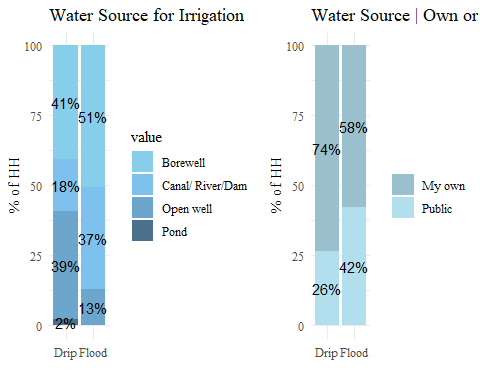 Water Source for Irrigation
100
75
50
25
0
% of HH
41%
18%
39%
2%
51%
37%
13%
Drip Flood
value
Borewell
Canal/ River/Dam
Open well
Pond
Water Source | Own or
100
75
50
25
0
% of HH
74%
26%
58%
42%
Drip Flood
My own
Public